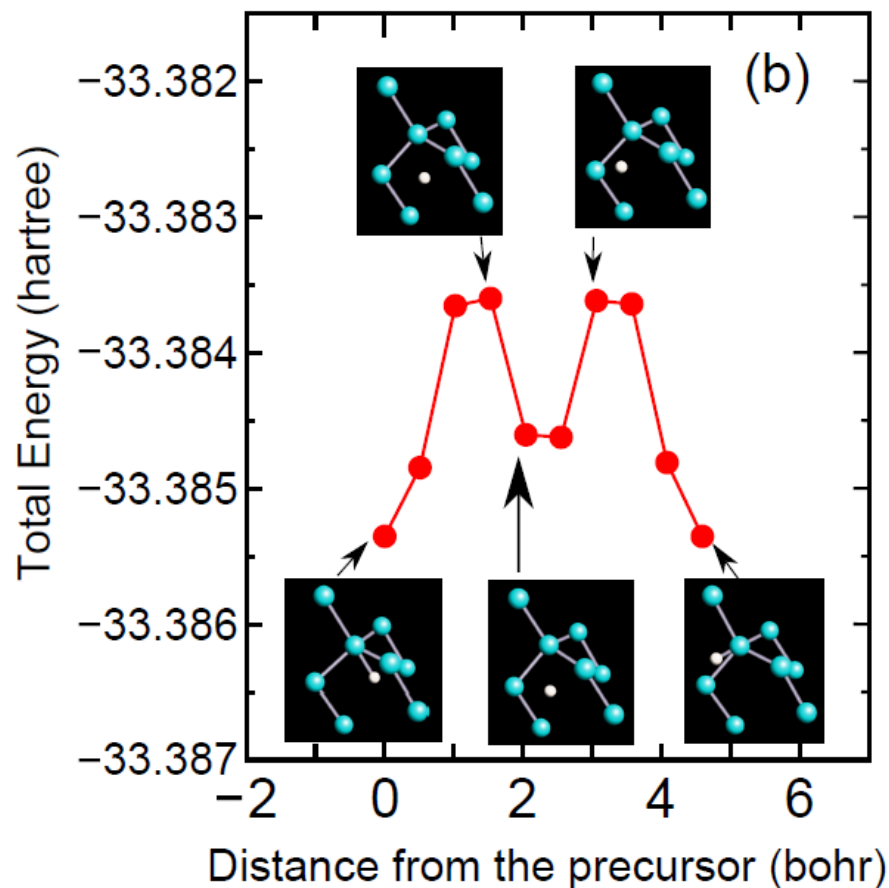 (b)
−33.382
−33.383
−33.384
−33.385
−33.386
−33.387
Total Energy (hartree)
−2 0 2 4 6
Distance from the precursor (bohr)